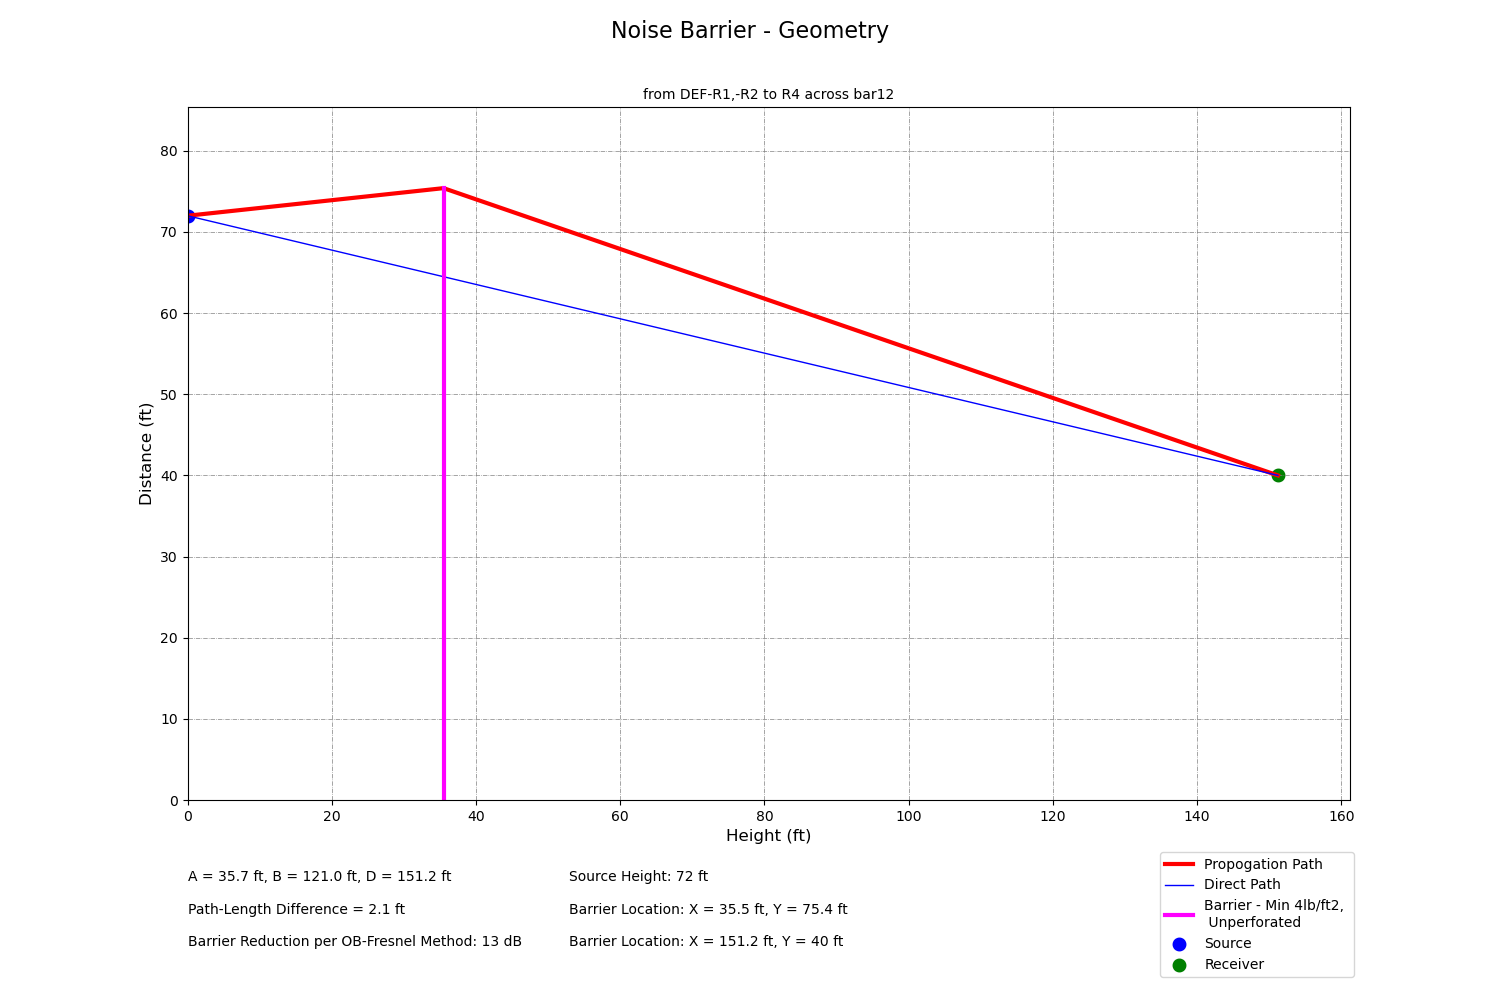 Noise Barrier - Geometry
from DEF-R1,-R2 to R4 across bar12
80
70
60
50
40
30
20
10
0
Distance (ft)
0 20 40 60 80 100 120 140 160
Height (ft)
A = 35.7 ft, B = 121.0 ft, D = 151.2 ft
Path-Length Difference = 2.1 ft
Barrier Reduction per OB-Fresnel Method: 13 dB
Source Height: 72 ft
Barrier Location: X = 35.5 ft, Y = 75.4 ft
Barrier Location: X = 151.2 ft, Y = 40 ft
Propogation Path
Direct Path
Barrier - Min 4lb/ft2,
Unperforated
Source
Receiver